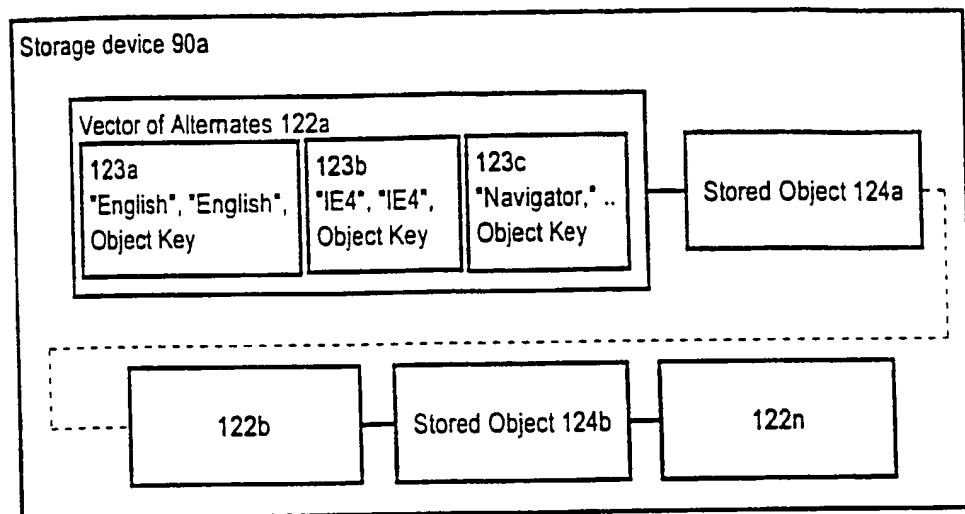 Storage device 90a
Vector of Alternates 122a
123a
"English", "English",
Object Key
123b
"IE4", "IE4",
Object Key
123c
"Navigator," ..
Object Key
Stored Object 124a
122b
Stored Object 124b
122n